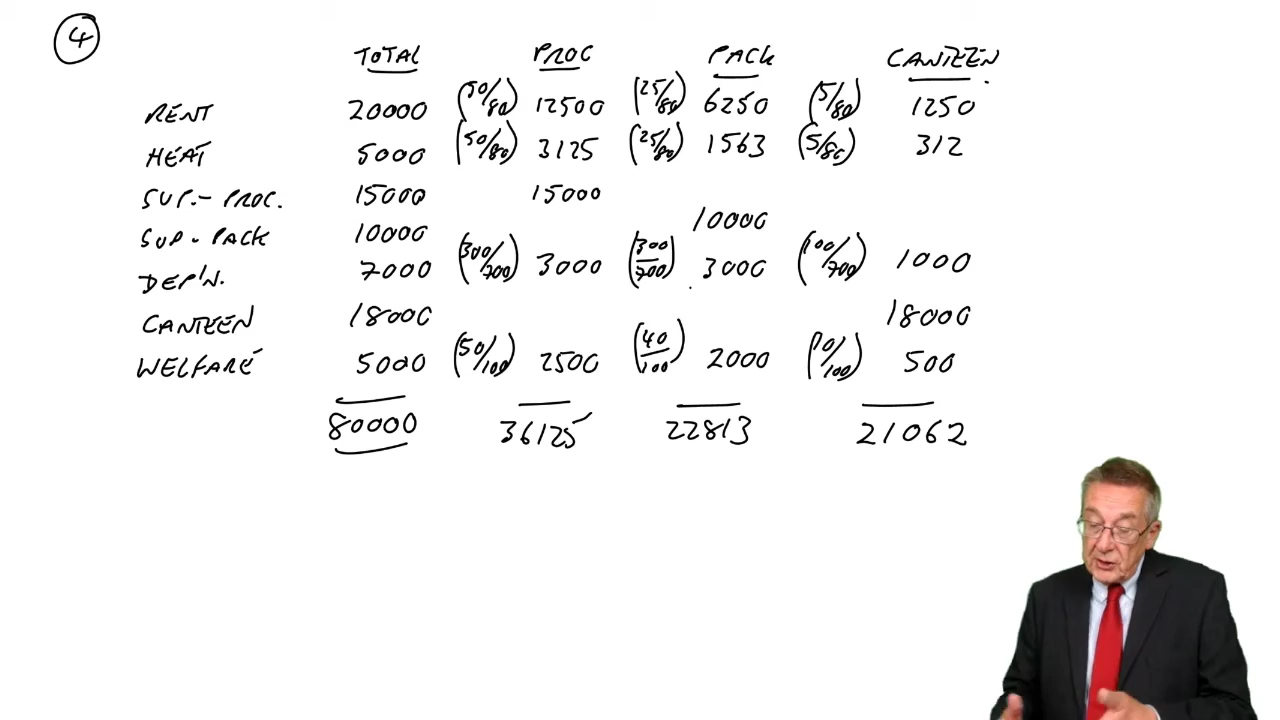 4
TOTAL PROC PACK CANTEEN
RENT 20000 (50/80) 12500 (25/80) 6250 (5/80) 1250
HEAT 5000 (50/80) 3125 (25/80) 1563 (5/80) 312
SUP.- PROC. 15000 15000
SUP - PACK 10000 10000
DEP'N. 7000 (300/700) 3000 (300/700) 3000 (100/700) 1000
CANTEEN 18000 18000
WELFARE 5000 (50/100) 2500 (40/100) 2000 (10/100) 500
80000 36125 22813 21062